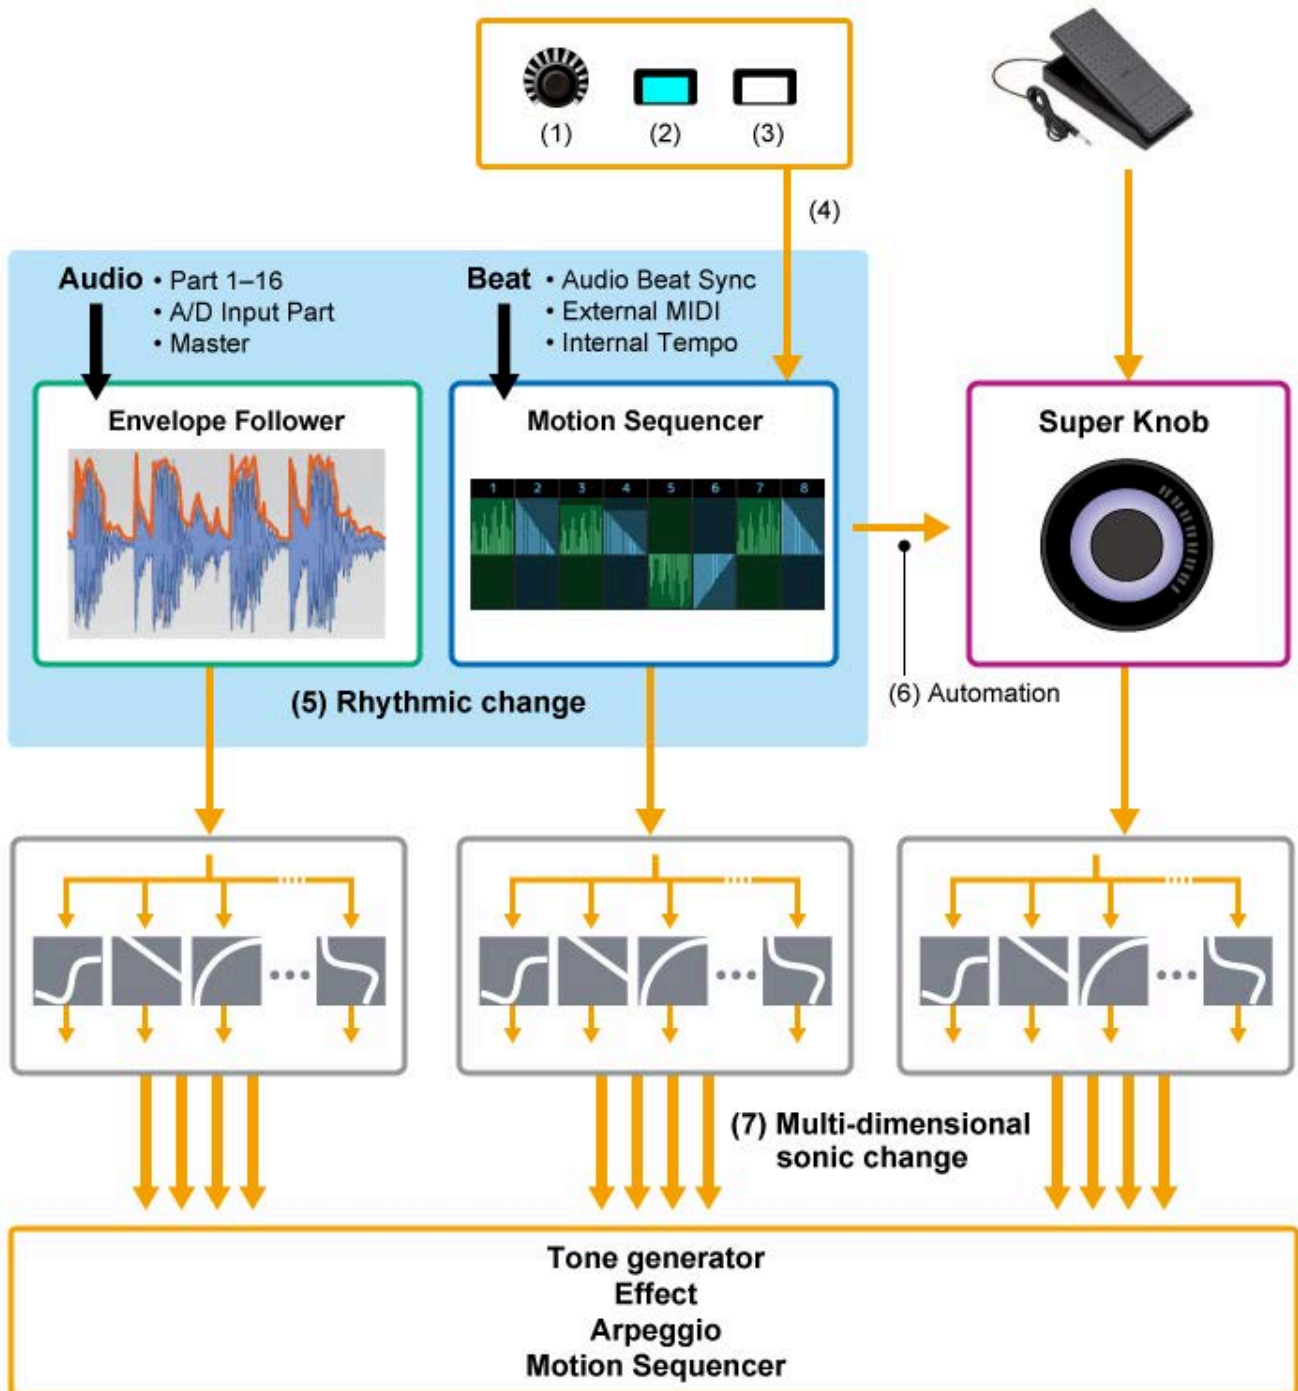 (1)
(2)
(3)
(4)
Audio • Part 1–16
• A/D Input Part
• Master
Beat • Audio Beat Sync
• External MIDI
• Internal Tempo
Envelope Follower
Motion Sequencer
1 2 3 4 5 6 7 8
Super Knob
(5) Rhythmic change
(6) Automation
(7) Multi-dimensional
sonic change
Tone generator
Effect
Arpeggio
Motion Sequencer